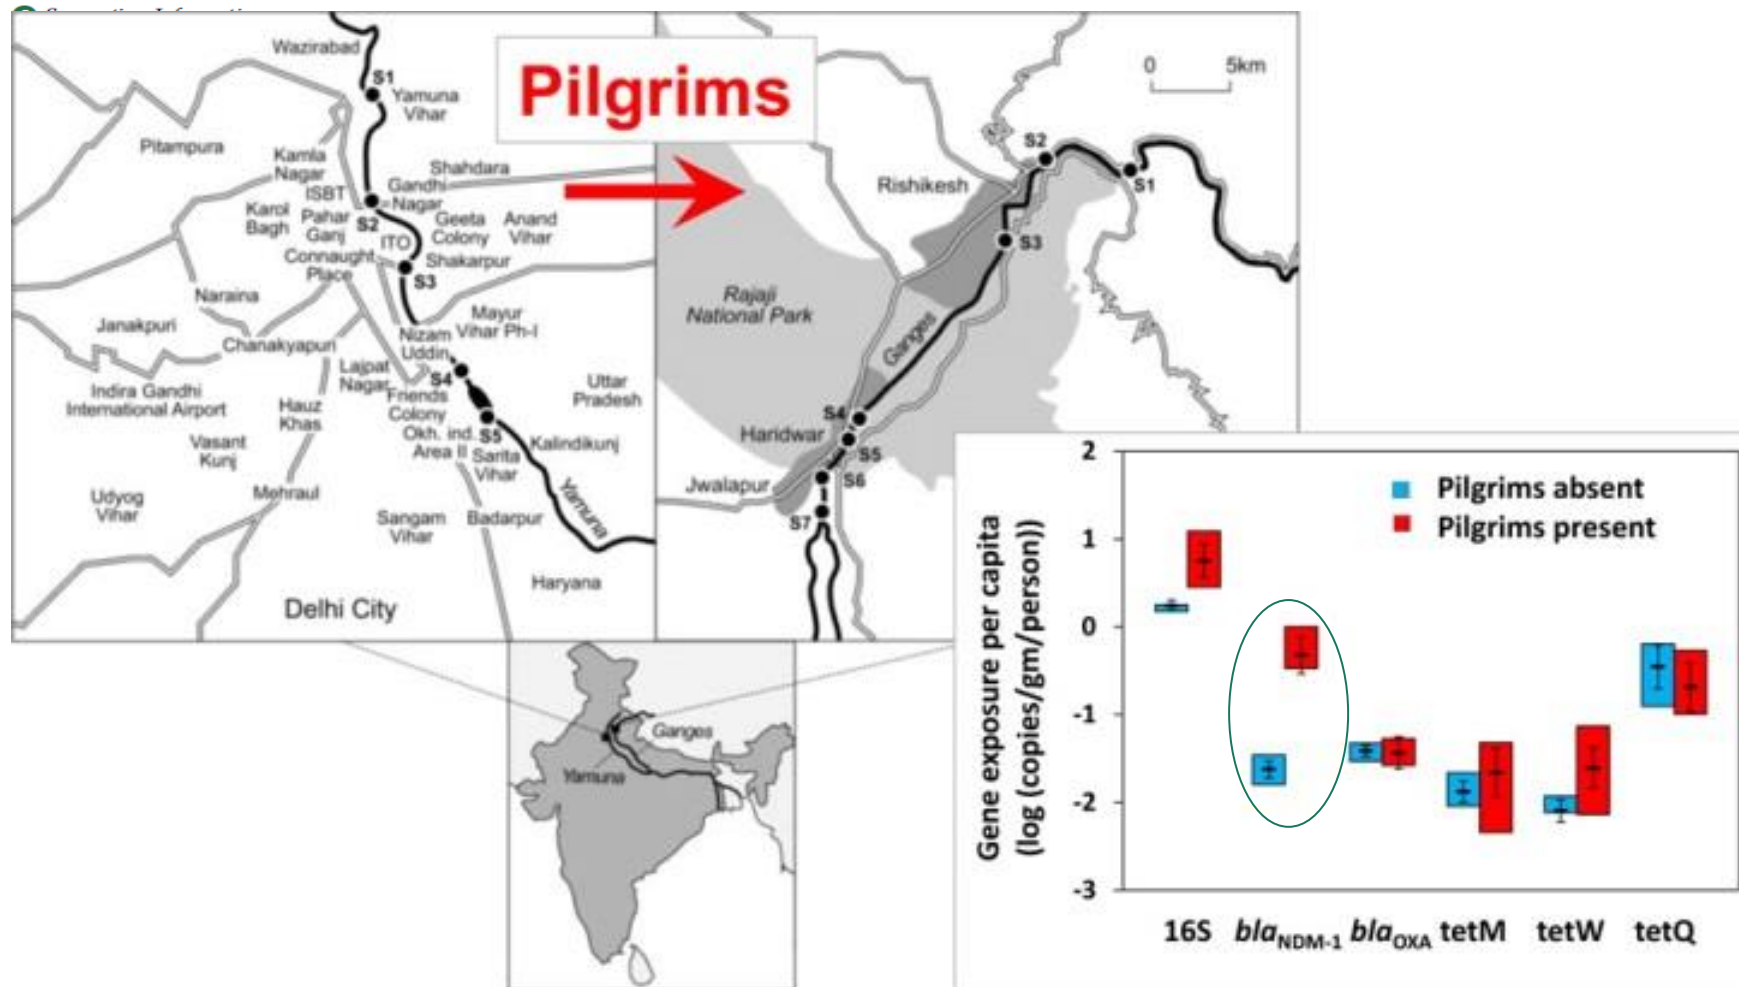 Wazirabad
S1
Yamuna
Vihar
Pitampura
Kamla
Nagar
Shahdara
ISBT
Gandhi
Nagar
Karol
Bagh
Pahar
Ganj
S2
Geeta
Colony
Anand
Vihar
ITO
Connaught
Place
Shakarpur
S3
Naraina
Janakpuri
Mayur
Vihar Ph-I
Nizam
Uddin
Chanakyapuri
Lajpat
Nagar
S4
Indira Gandhi
International Airport
Friends
Colony
Uttar
Pradesh
Hauz
Khas
Okh. ind.
Area II
S5
Kalindikunj
Vasant
Kunj
Sarita
Vihar
Mehraul
Udyog
Vihar
Yamuna
Sangam
Vihar
Badarpur
Haryana
Delhi City
Pilgrims
0 5km
S2
S1
Rishikesh
S3
Rajaji
National Park
Ganges
S4
Haridwar
S5
S6
Jwalapur
S7
Ganges
Yamuna
Gene exposure per capita
(log (copies/gm/person))
2
1
0
-1
-2
-3
Pilgrims absent
Pilgrims present
16S blaNDM-1 blaOXA tetM tetW tetQ